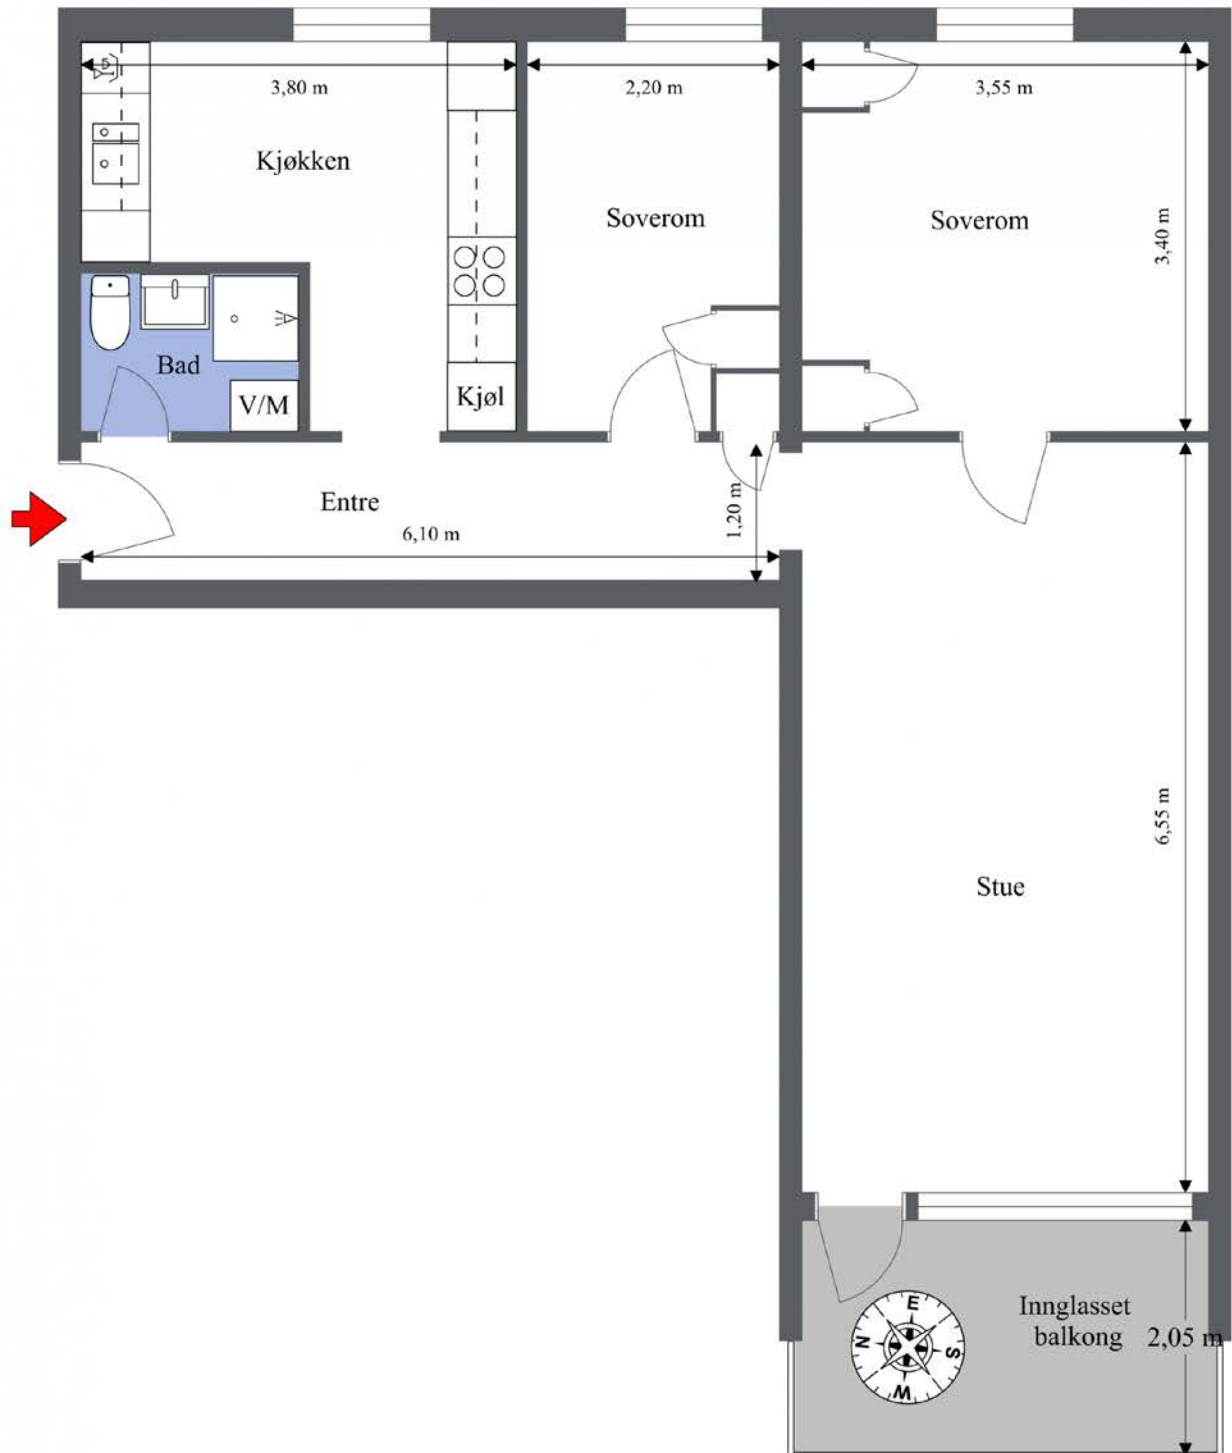 3,80 m
2,20 m
3,55 m
Kjøkken
Soverom
Soverom
3,40 m
Bad
V/M
Kjøl
Entre
6,10 m
1,20 m
6,55 m
Stue
Innglasset
balkong
2,05 m
E
N
S
W